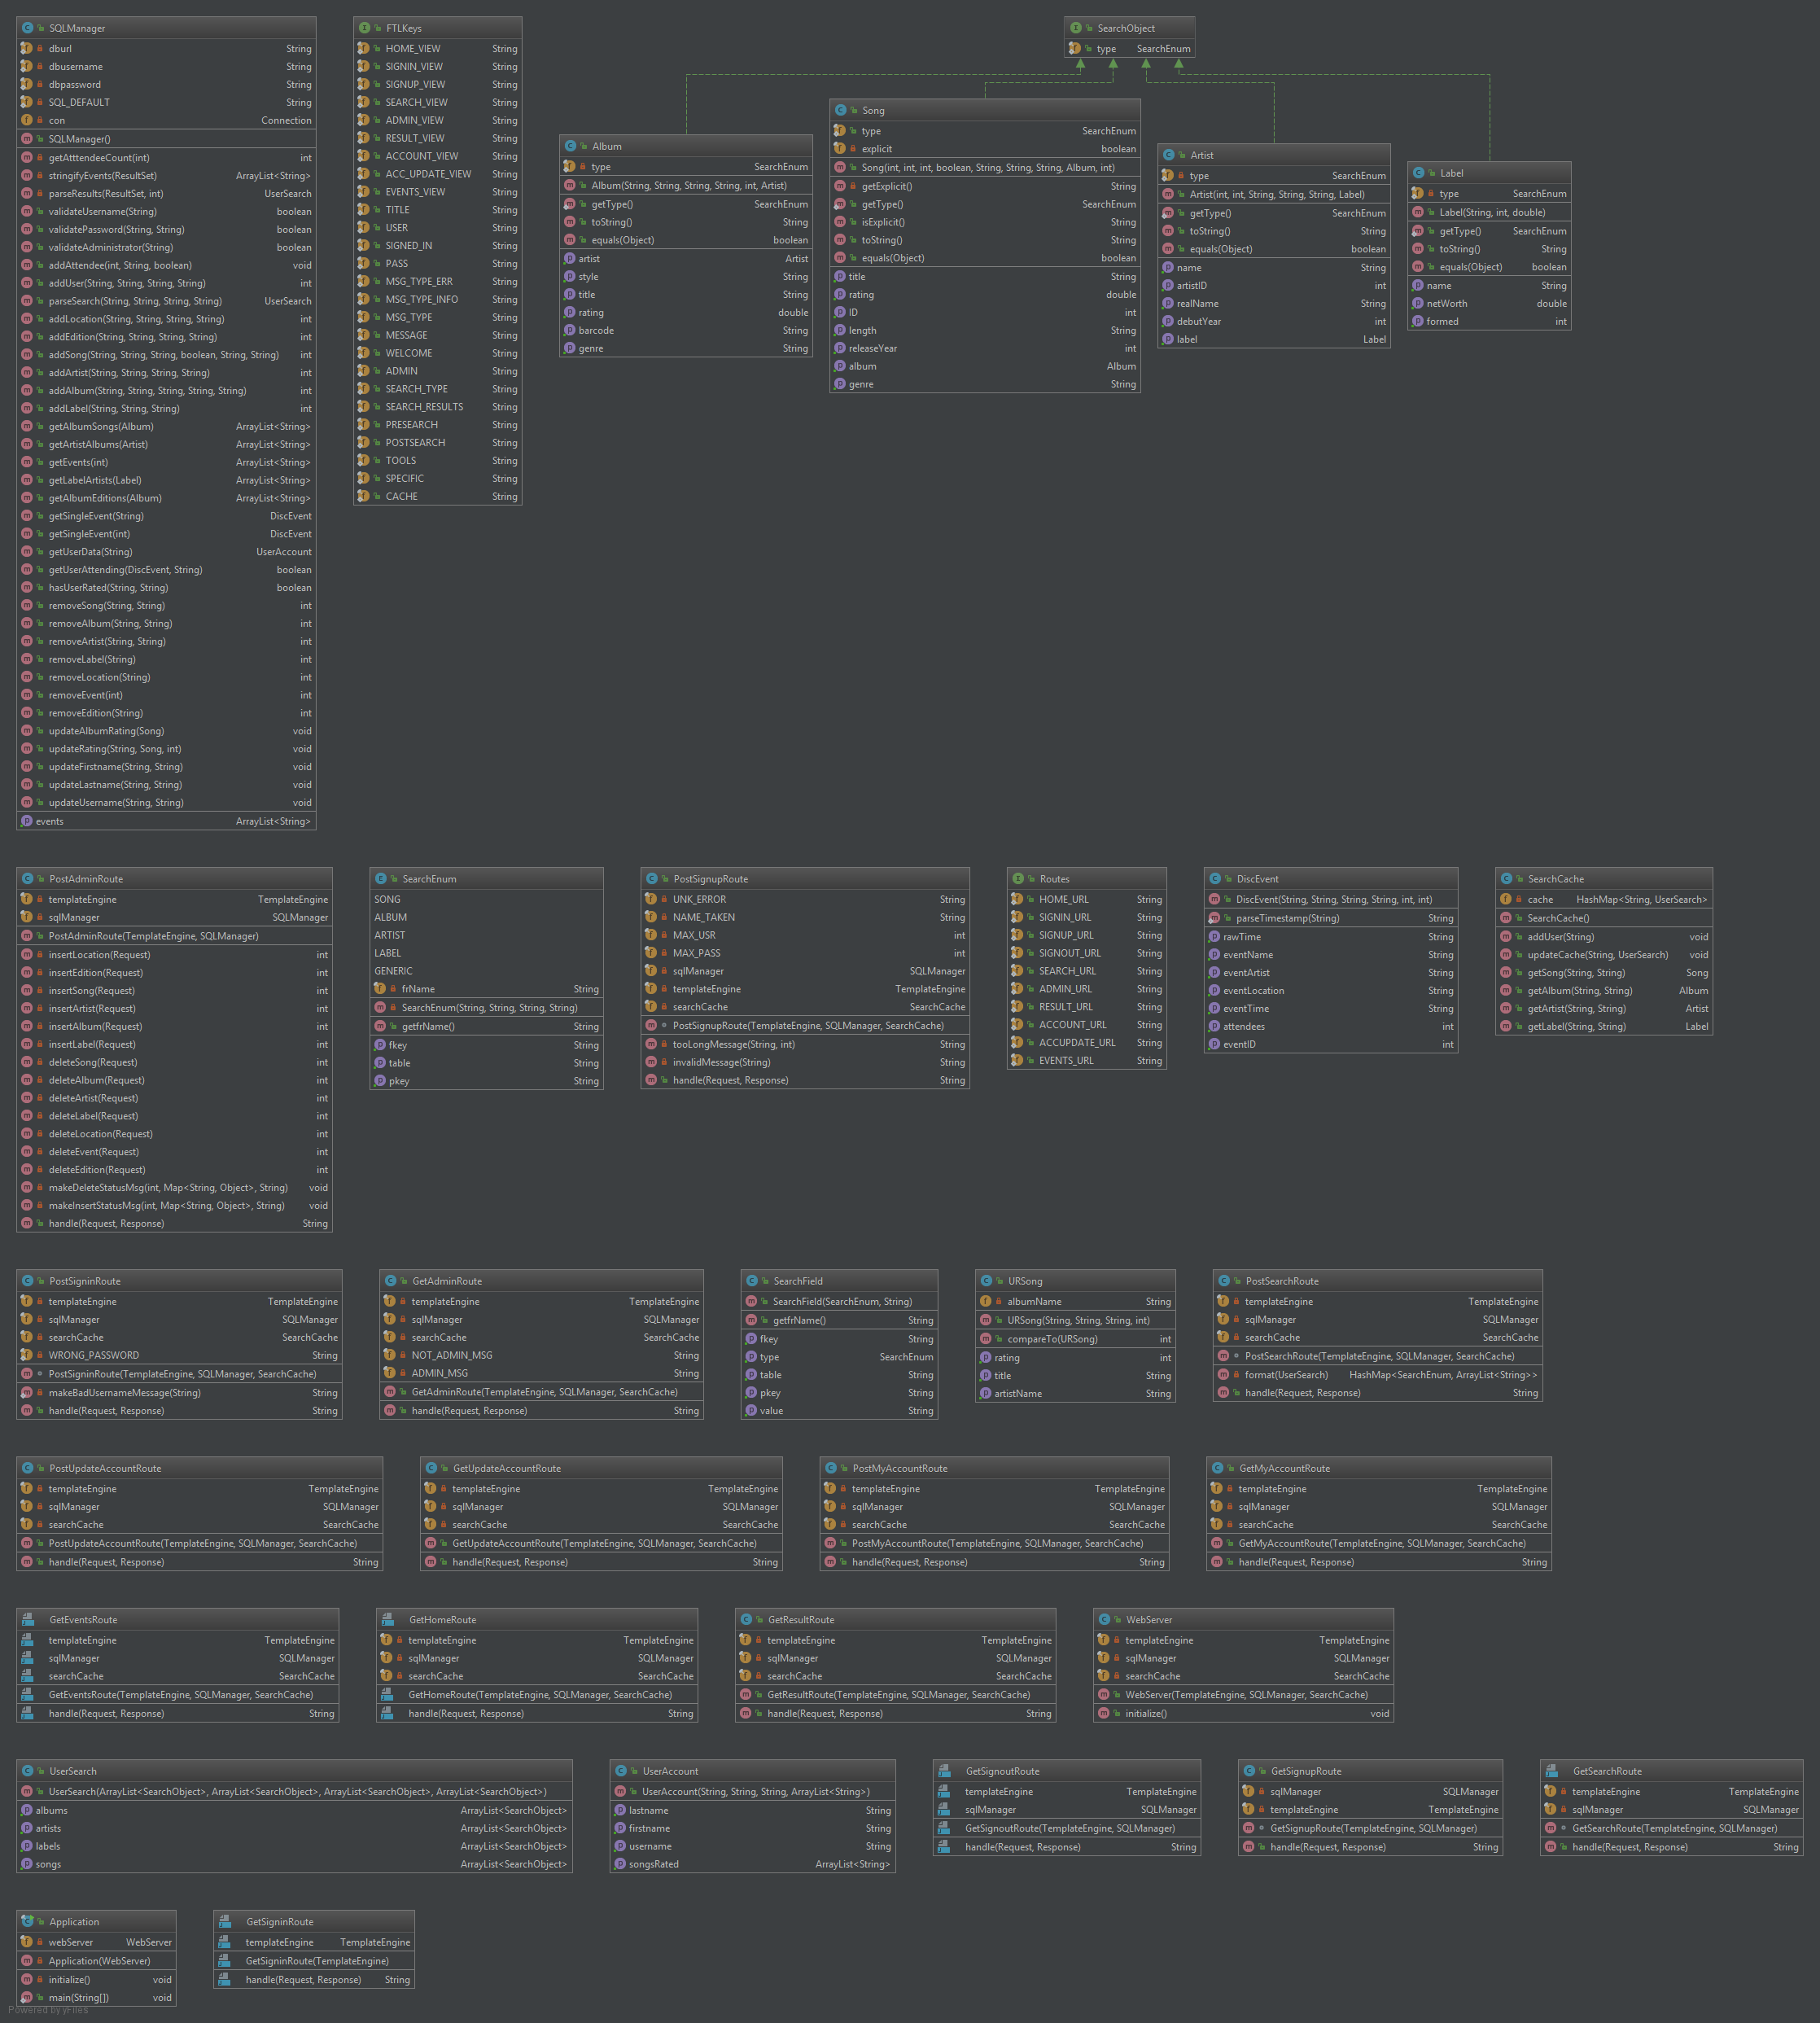 SQLManager
dburl String
dbusername String
dbpassword String
SQL_DEFAULT String
con Connection
SQLManager()
getAtttendeeCount(int) int
stringifyEvents(ResultSet) ArrayList<String>
parseResults(ResultSet, int) UserSearch
validateUsername(String) boolean
validatePassword(String, String) boolean
validateAdministrator(String) boolean
addAttendee(int, String, boolean) void
addUser(String, String, String, String) int
parseSearch(String, String, String, String) UserSearch
addLocation(String, String, String, String) int
addEdition(String, String, String, String) int
addSong(String, String, String, boolean, String, String) int
addArtist(String, String, String, String) int
addAlbum(String, String, String, String, String) int
addLabel(String, String, String) int
getAlbumSongs(Album) ArrayList<String>
getArtistAlbums(Artist) ArrayList<String>
getEvents(int) ArrayList<String>
getLabelArtists(Label) ArrayList<String>
getAlbumEditions(Album) ArrayList<String>
getSingleEvent(String) DiscEvent
getSingleEvent(int) DiscEvent
getUserData(String) UserAccount
getUserAttending(DiscEvent, String) boolean
hasUserRated(String, String) boolean
removeSong(String, String) int
removeAlbum(String, String) int
removeArtist(String, String) int
removeLabel(String) int
removeLocation(String) int
removeEvent(int) int
removeEdition(String) int
updateAlbumRating(Song) void
updateRating(String, Song, int) void
updateFirstname(String, String) void
updateLastname(String, String) void
updateUsername(String, String) void
events ArrayList<String>
FTLKeys
HOME_VIEW String
SIGNIN_VIEW String
SIGNUP_VIEW String
SEARCH_VIEW String
ADMIN_VIEW String
RESULT_VIEW String
ACCOUNT_VIEW String
ACC_UPDATE_VIEW String
EVENTS_VIEW String
TITLE String
USER String
SIGNED_IN String
PASS String
MSG_TYPE_ERR String
MSG_TYPE_INFO String
MSG_TYPE String
MESSAGE String
WELCOME String
ADMIN String
SEARCH_TYPE String
SEARCH_RESULTS String
PRESEARCH String
POSTSEARCH String
TOOLS String
SPECIFIC String
CACHE String
SearchObject
type SearchEnum
Album
type SearchEnum
Album(String, String, String, String, int, Artist)
getType() SearchEnum
toString() String
equals(Object) boolean
artist Artist
style String
title String
rating double
barcode String
genre String
Song
type SearchEnum
explicit boolean
Song(int, int, int, boolean, String, String, String, Album, int)
getExplicit() String
getType() SearchEnum
isExplicit() String
toString() String
equals(Object) boolean
title String
rating double
ID int
length String
releaseYear int
album Album
genre String
Artist
type SearchEnum
Artist(int, int, String, String, String, Label)
getType() SearchEnum
toString() String
equals(Object) boolean
name String
artistID int
realName String
debutYear int
label Label
Label
type SearchEnum
Label(String, int, double)
getType() SearchEnum
toString() String
equals(Object) boolean
name String
netWorth double
formed int
PostAdminRoute
templateEngine TemplateEngine
sqlManager SQLManager
PostAdminRoute(TemplateEngine, SQLManager)
insertLocation(Request) int
insertEdition(Request) int
insertSong(Request) int
insertArtist(Request) int
insertAlbum(Request) int
insertLabel(Request) int
deleteSong(Request) int
deleteAlbum(Request) int
deleteArtist(Request) int
deleteLabel(Request) int
deleteLocation(Request) int
deleteEvent(Request) int
deleteEdition(Request) int
makeDeleteStatusMsg(int, Map<String, Object>, String) void
makeInsertStatusMsg(int, Map<String, Object>, String) void
handle(Request, Response) String
SearchEnum
SONG
ALBUM
ARTIST
LABEL
GENERIC
frName String
SearchEnum(String, String, String, String)
getfrName() String
fkey String
table String
pkey String
PostSignupRoute
UNK_ERROR String
NAME_TAKEN String
MAX_USR int
MAX_PASS int
sqlManager SQLManager
templateEngine TemplateEngine
searchCache SearchCache
PostSignupRoute(TemplateEngine, SQLManager, SearchCache)
tooLongMessage(String, int) String
invalidMessage(String) String
handle(Request, Response) String
Routes
HOME_URL String
SIGNIN_URL String
SIGNUP_URL String
SIGNOUT_URL String
SEARCH_URL String
ADMIN_URL String
RESULT_URL String
ACCOUNT_URL String
ACCUPDATE_URL String
EVENTS_URL String
DiscEvent
DiscEvent(String, String, String, String, int, int)
parseTimestamp(String) String
rawTime String
eventName String
eventArtist String
eventLocation String
eventTime String
attendees int
eventID int
SearchCache
cache HashMap<String, UserSearch>
SearchCache()
addUser(String) void
updateCache(String, UserSearch) void
getSong(String, String) Song
getAlbum(String, String) Album
getArtist(String, String) Artist
getLabel(String, String) Label
PostSigninRoute
templateEngine TemplateEngine
sqlManager SQLManager
searchCache SearchCache
WRONG_PASSWORD String
PostSigninRoute(TemplateEngine, SQLManager, SearchCache)
makeBadUsernameMessage(String) String
handle(Request, Response) String
GetAdminRoute
templateEngine TemplateEngine
sqlManager SQLManager
searchCache SearchCache
NOT_ADMIN_MSG String
ADMIN_MSG String
GetAdminRoute(TemplateEngine, SQLManager, SearchCache)
handle(Request, Response) String
SearchField
SearchField(SearchEnum, String)
getfrName() String
fkey String
type SearchEnum
table String
pkey String
value String
URSong
albumName String
URSong(String, String, String, int)
compareTo(URSong) int
rating int
title String
artistName String
PostSearchRoute
templateEngine TemplateEngine
sqlManager SQLManager
searchCache SearchCache
PostSearchRoute(TemplateEngine, SQLManager, SearchCache)
format(UserSearch) HashMap<SearchEnum, ArrayList<String>>
handle(Request, Response) String
PostUpdateAccountRoute
templateEngine TemplateEngine
sqlManager SQLManager
searchCache SearchCache
PostUpdateAccountRoute(TemplateEngine, SQLManager, SearchCache)
handle(Request, Response) String
GetUpdateAccountRoute
templateEngine TemplateEngine
sqlManager SQLManager
searchCache SearchCache
GetUpdateAccountRoute(TemplateEngine, SQLManager, SearchCache)
handle(Request, Response) String
PostMyAccountRoute
templateEngine TemplateEngine
sqlManager SQLManager
searchCache SearchCache
PostMyAccountRoute(TemplateEngine, SQLManager, SearchCache)
handle(Request, Response) String
GetMyAccountRoute
templateEngine TemplateEngine
sqlManager SQLManager
searchCache SearchCache
GetMyAccountRoute(TemplateEngine, SQLManager, SearchCache)
handle(Request, Response) String
GetEventsRoute
templateEngine TemplateEngine
sqlManager SQLManager
searchCache SearchCache
GetEventsRoute(TemplateEngine, SQLManager, SearchCache)
handle(Request, Response) String
GetHomeRoute
templateEngine TemplateEngine
sqlManager SQLManager
searchCache SearchCache
GetHomeRoute(TemplateEngine, SQLManager, SearchCache)
handle(Request, Response) String
GetResultRoute
templateEngine TemplateEngine
sqlManager SQLManager
searchCache SearchCache
GetResultRoute(TemplateEngine, SQLManager, SearchCache)
handle(Request, Response) String
WebServer
templateEngine TemplateEngine
sqlManager SQLManager
searchCache SearchCache
WebServer(TemplateEngine, SQLManager, SearchCache)
initialize() void
UserSearch
UserSearch(ArrayList<SearchObject>, ArrayList<SearchObject>, ArrayList<SearchObject>, ArrayList<SearchObject>)
albums ArrayList<SearchObject>
artists ArrayList<SearchObject>
labels ArrayList<SearchObject>
songs ArrayList<SearchObject>
UserAccount
UserAccount(String, String, String, ArrayList<String>)
lastname String
firstname String
username String
songsRated ArrayList<String>
GetSignoutRoute
templateEngine TemplateEngine
sqlManager SQLManager
GetSignoutRoute(TemplateEngine, SQLManager)
handle(Request, Response) String
GetSignupRoute
sqlManager SQLManager
templateEngine TemplateEngine
GetSignupRoute(TemplateEngine, SQLManager)
handle(Request, Response) String
GetSearchRoute
templateEngine TemplateEngine
sqlManager SQLManager
GetSearchRoute(TemplateEngine, SQLManager)
handle(Request, Response) String
Application
webServer WebServer
Application(WebServer)
initialize() void
main(String[]) void
GetSigninRoute
templateEngine TemplateEngine
GetSigninRoute(TemplateEngine)
handle(Request, Response) String
Powered by yFiles